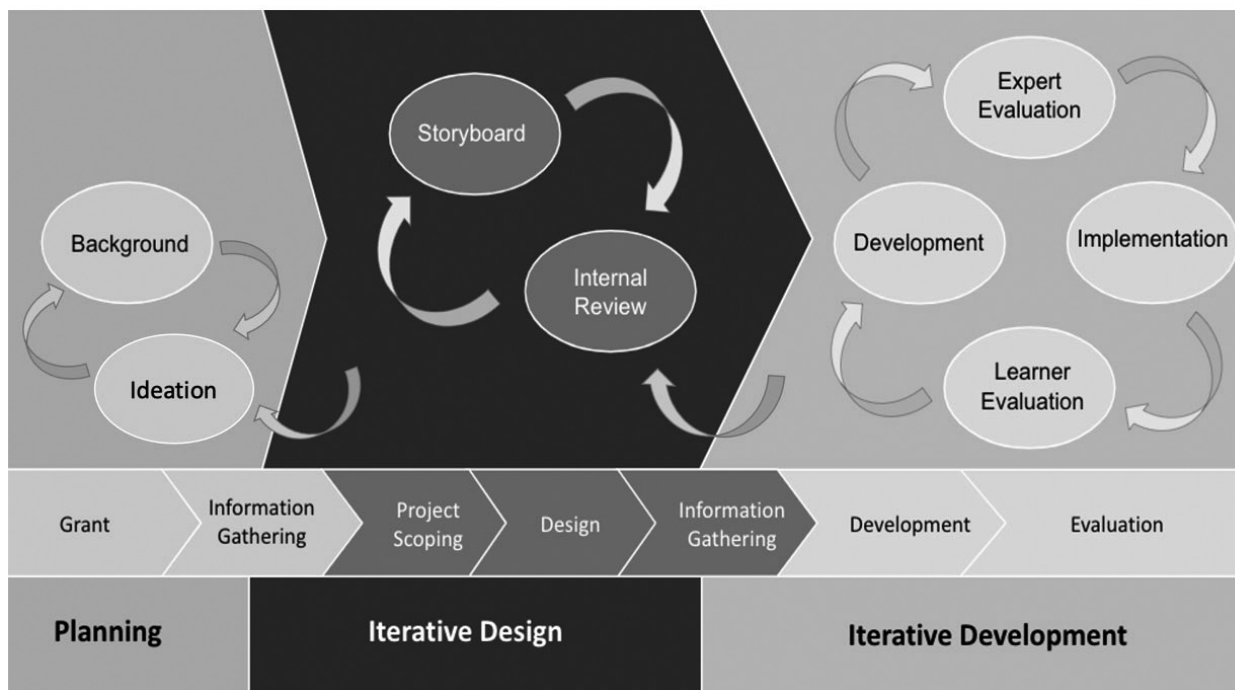 Background
Ideation
Storyboard
Internal
Review
Expert
Evaluation
Development
Implementation
Learner
Evaluation
Grant
Information
Gathering
Project
Scoping
Design
Information
Gathering
Development
Evaluation
Planning
Iterative Design
Iterative Development